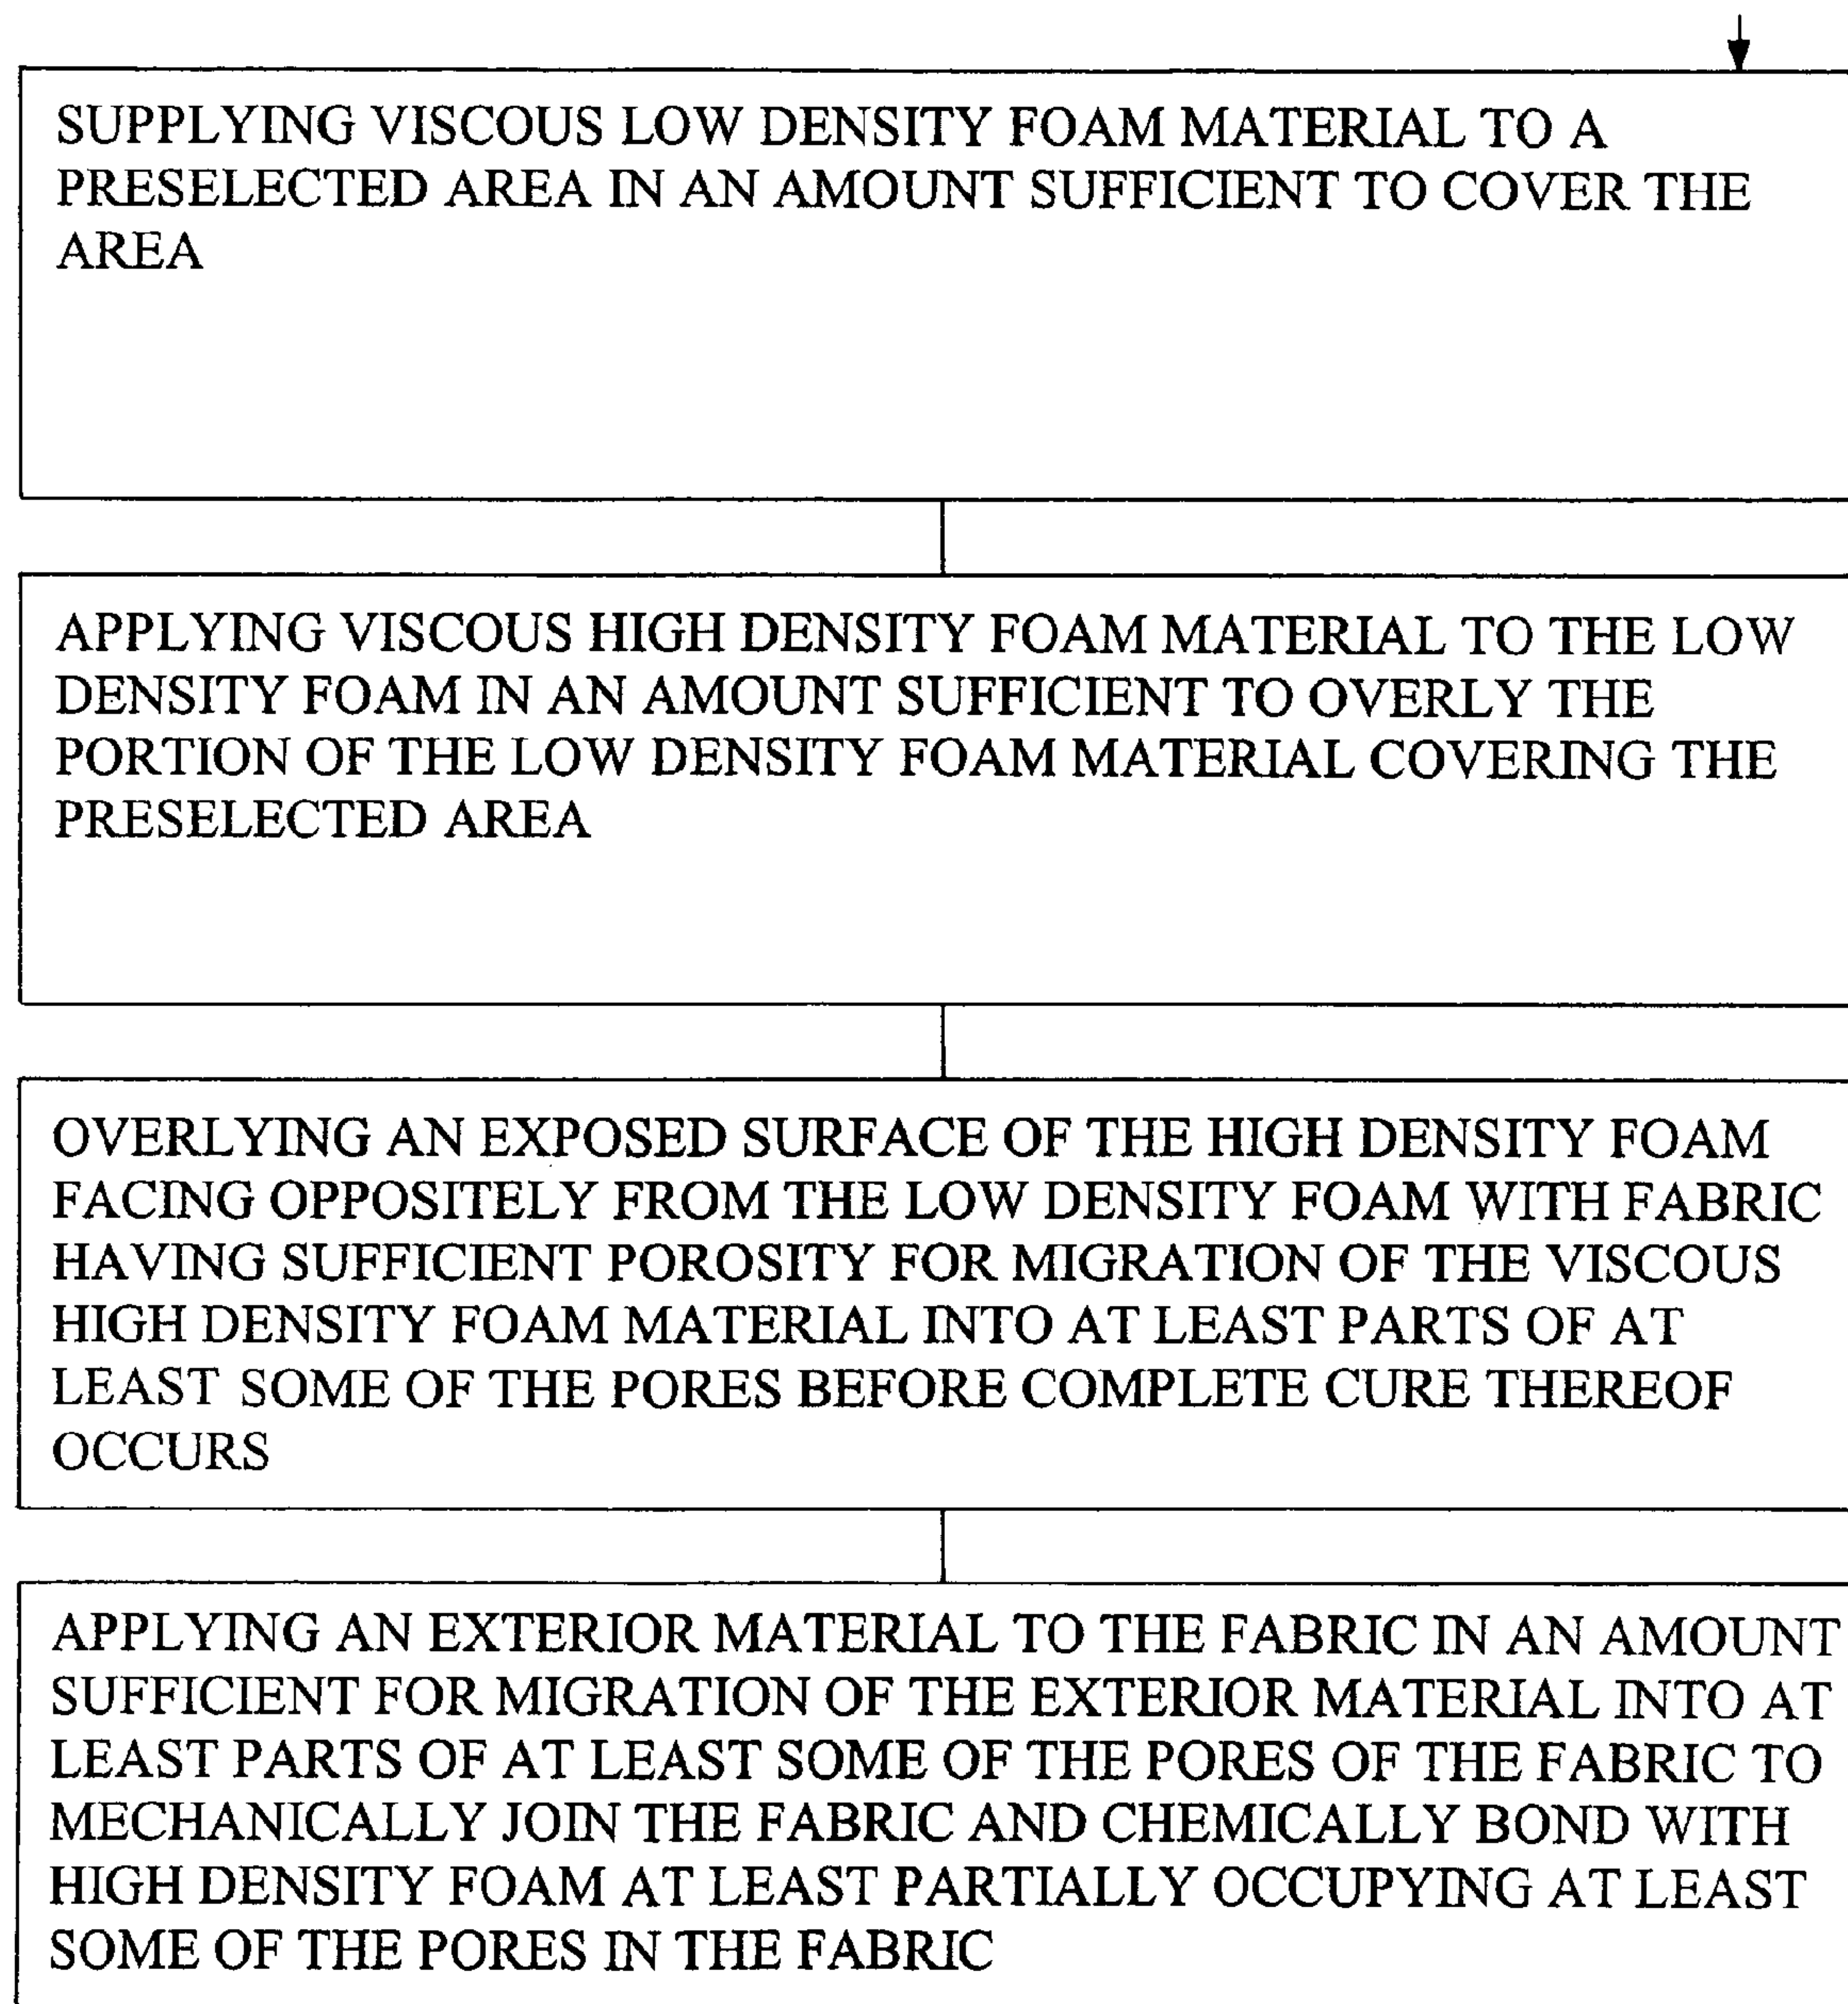 SUPPLYING VISCOUS LOW DENSITY FOAM MATERIAL TO A
PRESELECTED AREA IN AN AMOUNT SUFFICIENT TO COVER THE
AREA
APPLYING VISCOUS HIGH DENSITY FOAM MATERIAL TO THE LOW
DENSITY FOAM IN AN AMOUNT SUFFICIENT TO OVERLY THE
PORTION OF THE LOW DENSITY FOAM MATERIAL COVERING THE
PRESELECTED AREA
OVERLYING AN EXPOSED SURFACE OF THE HIGH DENSITY FOAM
FACING OPPOSITELY FROM THE LOW DENSITY FOAM WITH FABRIC
HAVING SUFFICIENT POROSITY FOR MIGRATION OF THE VISCOUS
HIGH DENSITY FOAM MATERIAL INTO AT LEAST PARTS OF AT
LEAST SOME OF THE PORES BEFORE COMPLETE CURE THEREOF
OCCURS
APPLYING AN EXTERIOR MATERIAL TO THE FABRIC IN AN AMOUNT
SUFFICIENT FOR MIGRATION OF THE EXTERIOR MATERIAL INTO AT
LEAST PARTS OF AT LEAST SOME OF THE PORES OF THE FABRIC TO
MECHANICALLY JOIN THE FABRIC AND CHEMICALLY BOND WITH
HIGH DENSITY FOAM AT LEAST PARTIALLY OCCUPYING AT LEAST
SOME OF THE PORES IN THE FABRIC